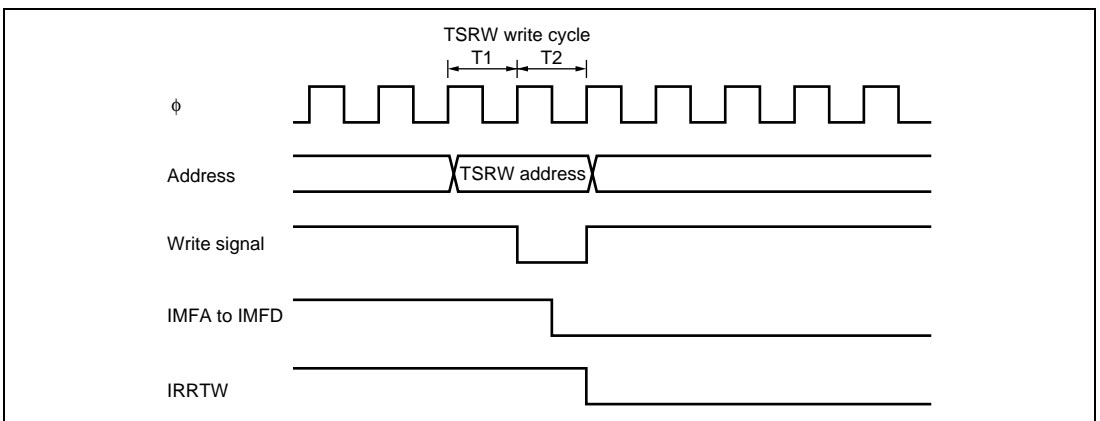 TSRW write cycle
T1 T2
ϕ
Address
TSRW address
Write signal
IMFA to IMFD
IRRTW